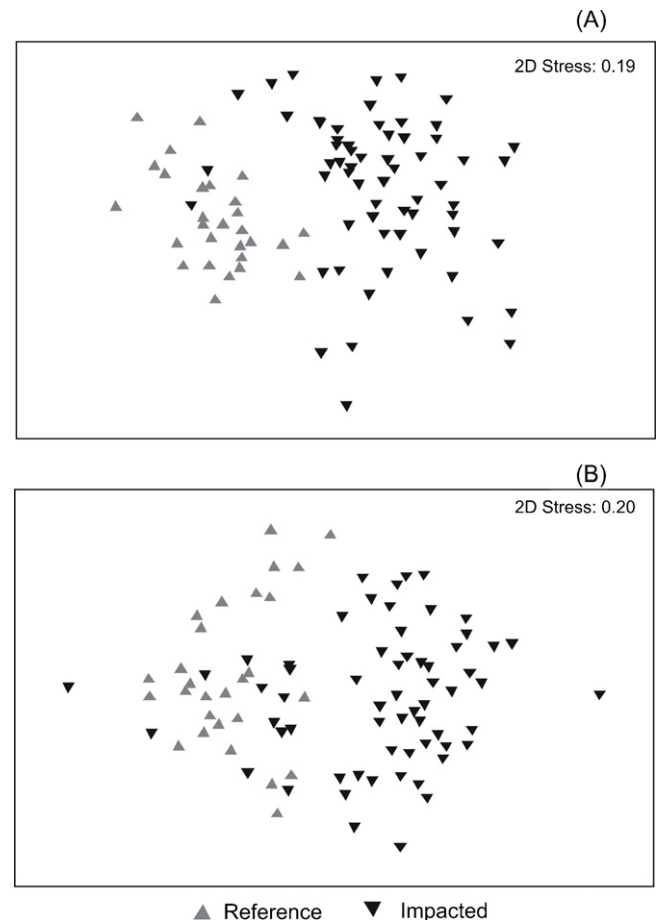 (A)
2D Stress: 0.19
(B)
2D Stress: 0.20
Reference Impacted